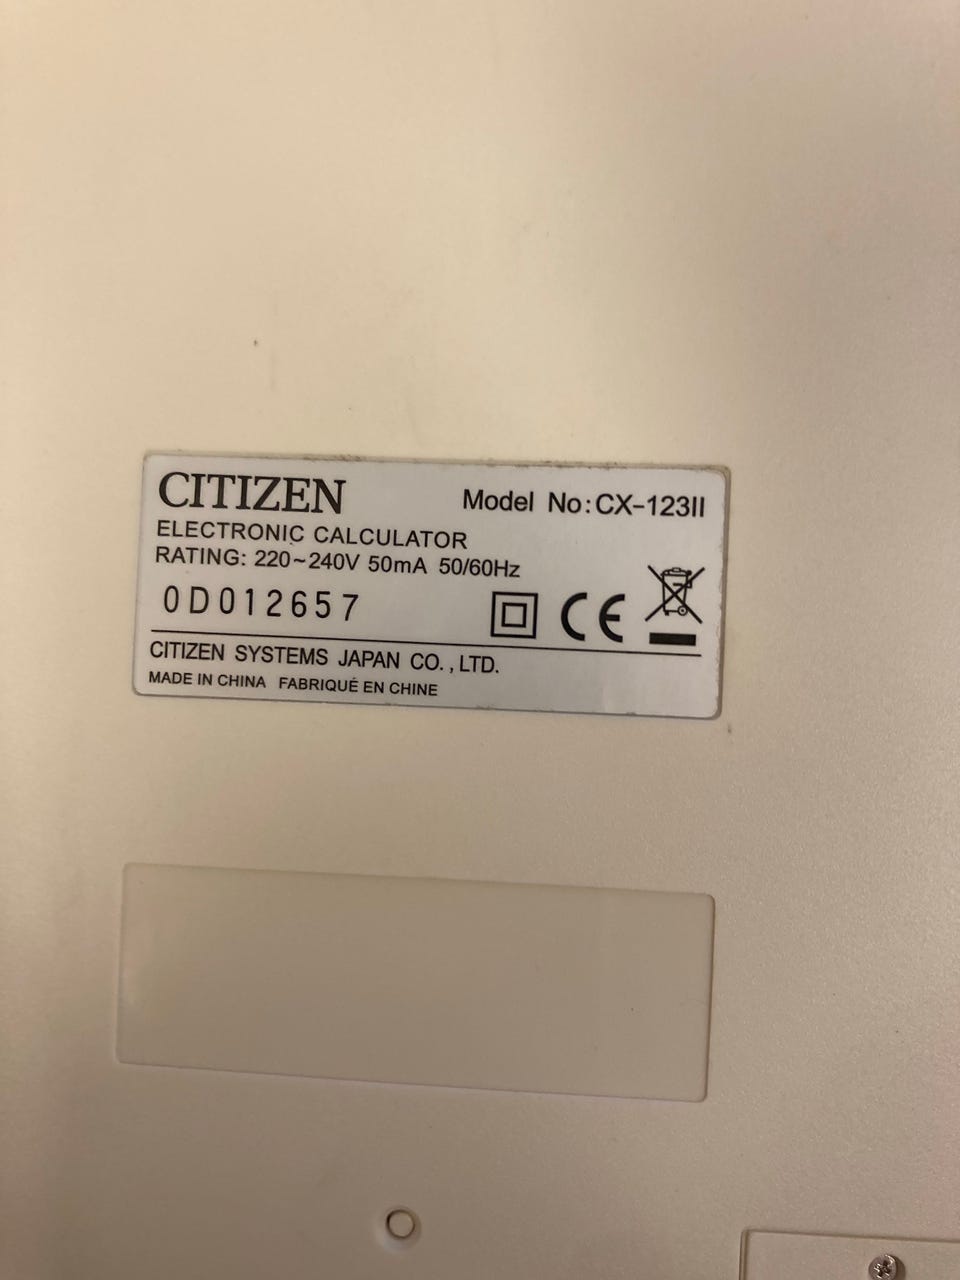 CITIZEN Model No:CX-123II
ELECTRONIC CALCULATOR
RATING: 220~240V 50mA 50/60Hz
0D012657
CE
CITIZEN SYSTEMS JAPAN CO.,LTD.
MADE IN CHINA FABRIQUÉ EN CHINE